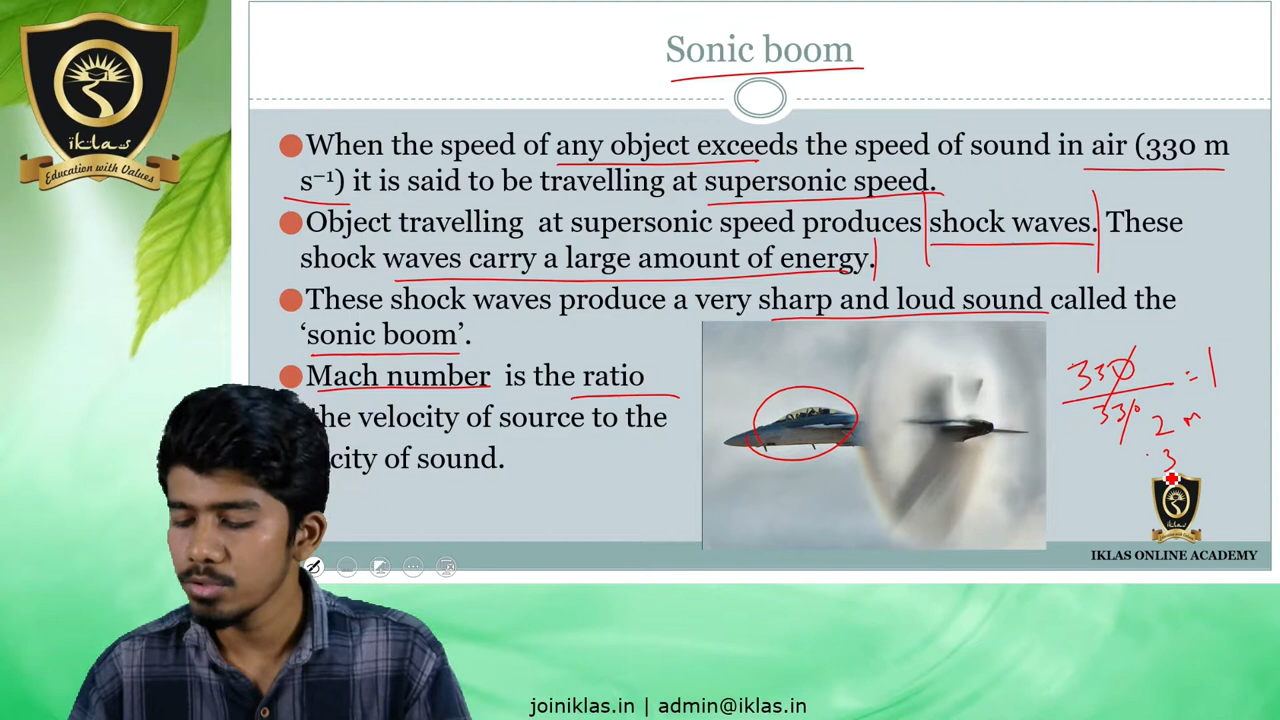 iklas
Education with Values
Sonic boom
When the speed of any object exceeds the speed of sound in air (330 m
s⁻¹) it is said to be travelling at supersonic speed.
Object travelling at supersonic speed produces shock waves. These
shock waves carry a large amount of energy.
These shock waves produce a very sharp and loud sound called the
‘sonic boom’.
Mach number is the ratio
the velocity of source to the
city of sound.
330
330
= 1
2 m
3
iklas
IKLAS ONLINE ACADEMY
joiniklas.in | admin@iklas.in